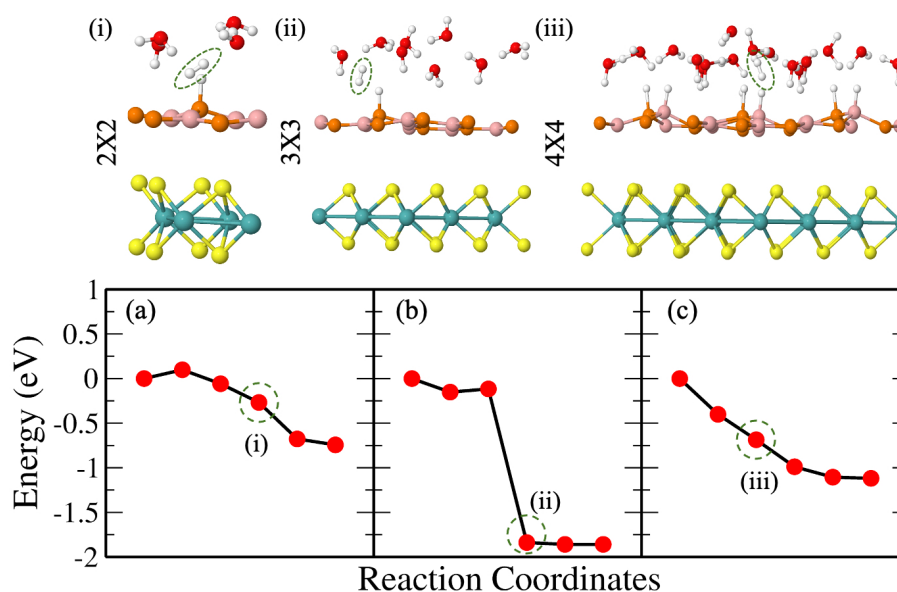 (i)
(ii)
(iii)
2X2
3X3
4X4
1
0.5
0
-0.5
-1
-1.5
-2
Energy (eV)
(a)
(b)
(c)
(i)
(ii)
(iii)
Reaction Coordinates